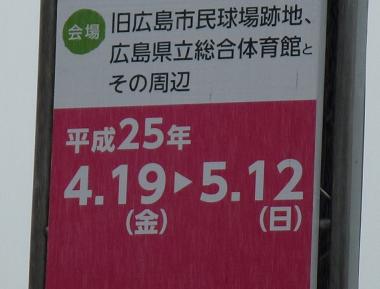 会場 旧広島市民球場跡地、
広島県立総合体育館と
その周辺
平成25年
4.19▶5.12
(金) (日)